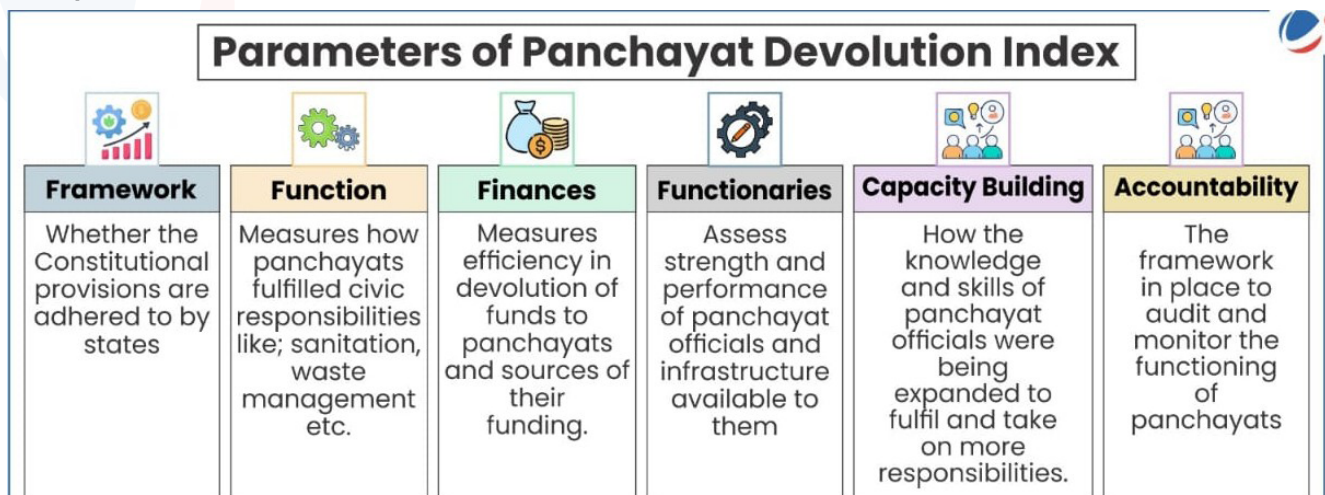 Parameters of Panchayat Devolution Index
Framework
Whether the
Constitutional
provisions are
adhered to by
states
Function
Measures how
panchayats
fulfilled civic
responsibilities
like; sanitation,
waste
management
etc.
Finances
Measures
efficiency in
devolution of
funds to
panchayats
and sources of
their
funding.
Functionaries
Assess
strength and
performance
of panchayat
officials and
infrastructure
available to
them
Capacity Building
How the
knowledge
and skills of
panchayat
officials were
being
expanded to
fulfil and take
on more
responsibilities.
Accountability
The
framework
in place to
audit and
monitor the
functioning
of
panchayats